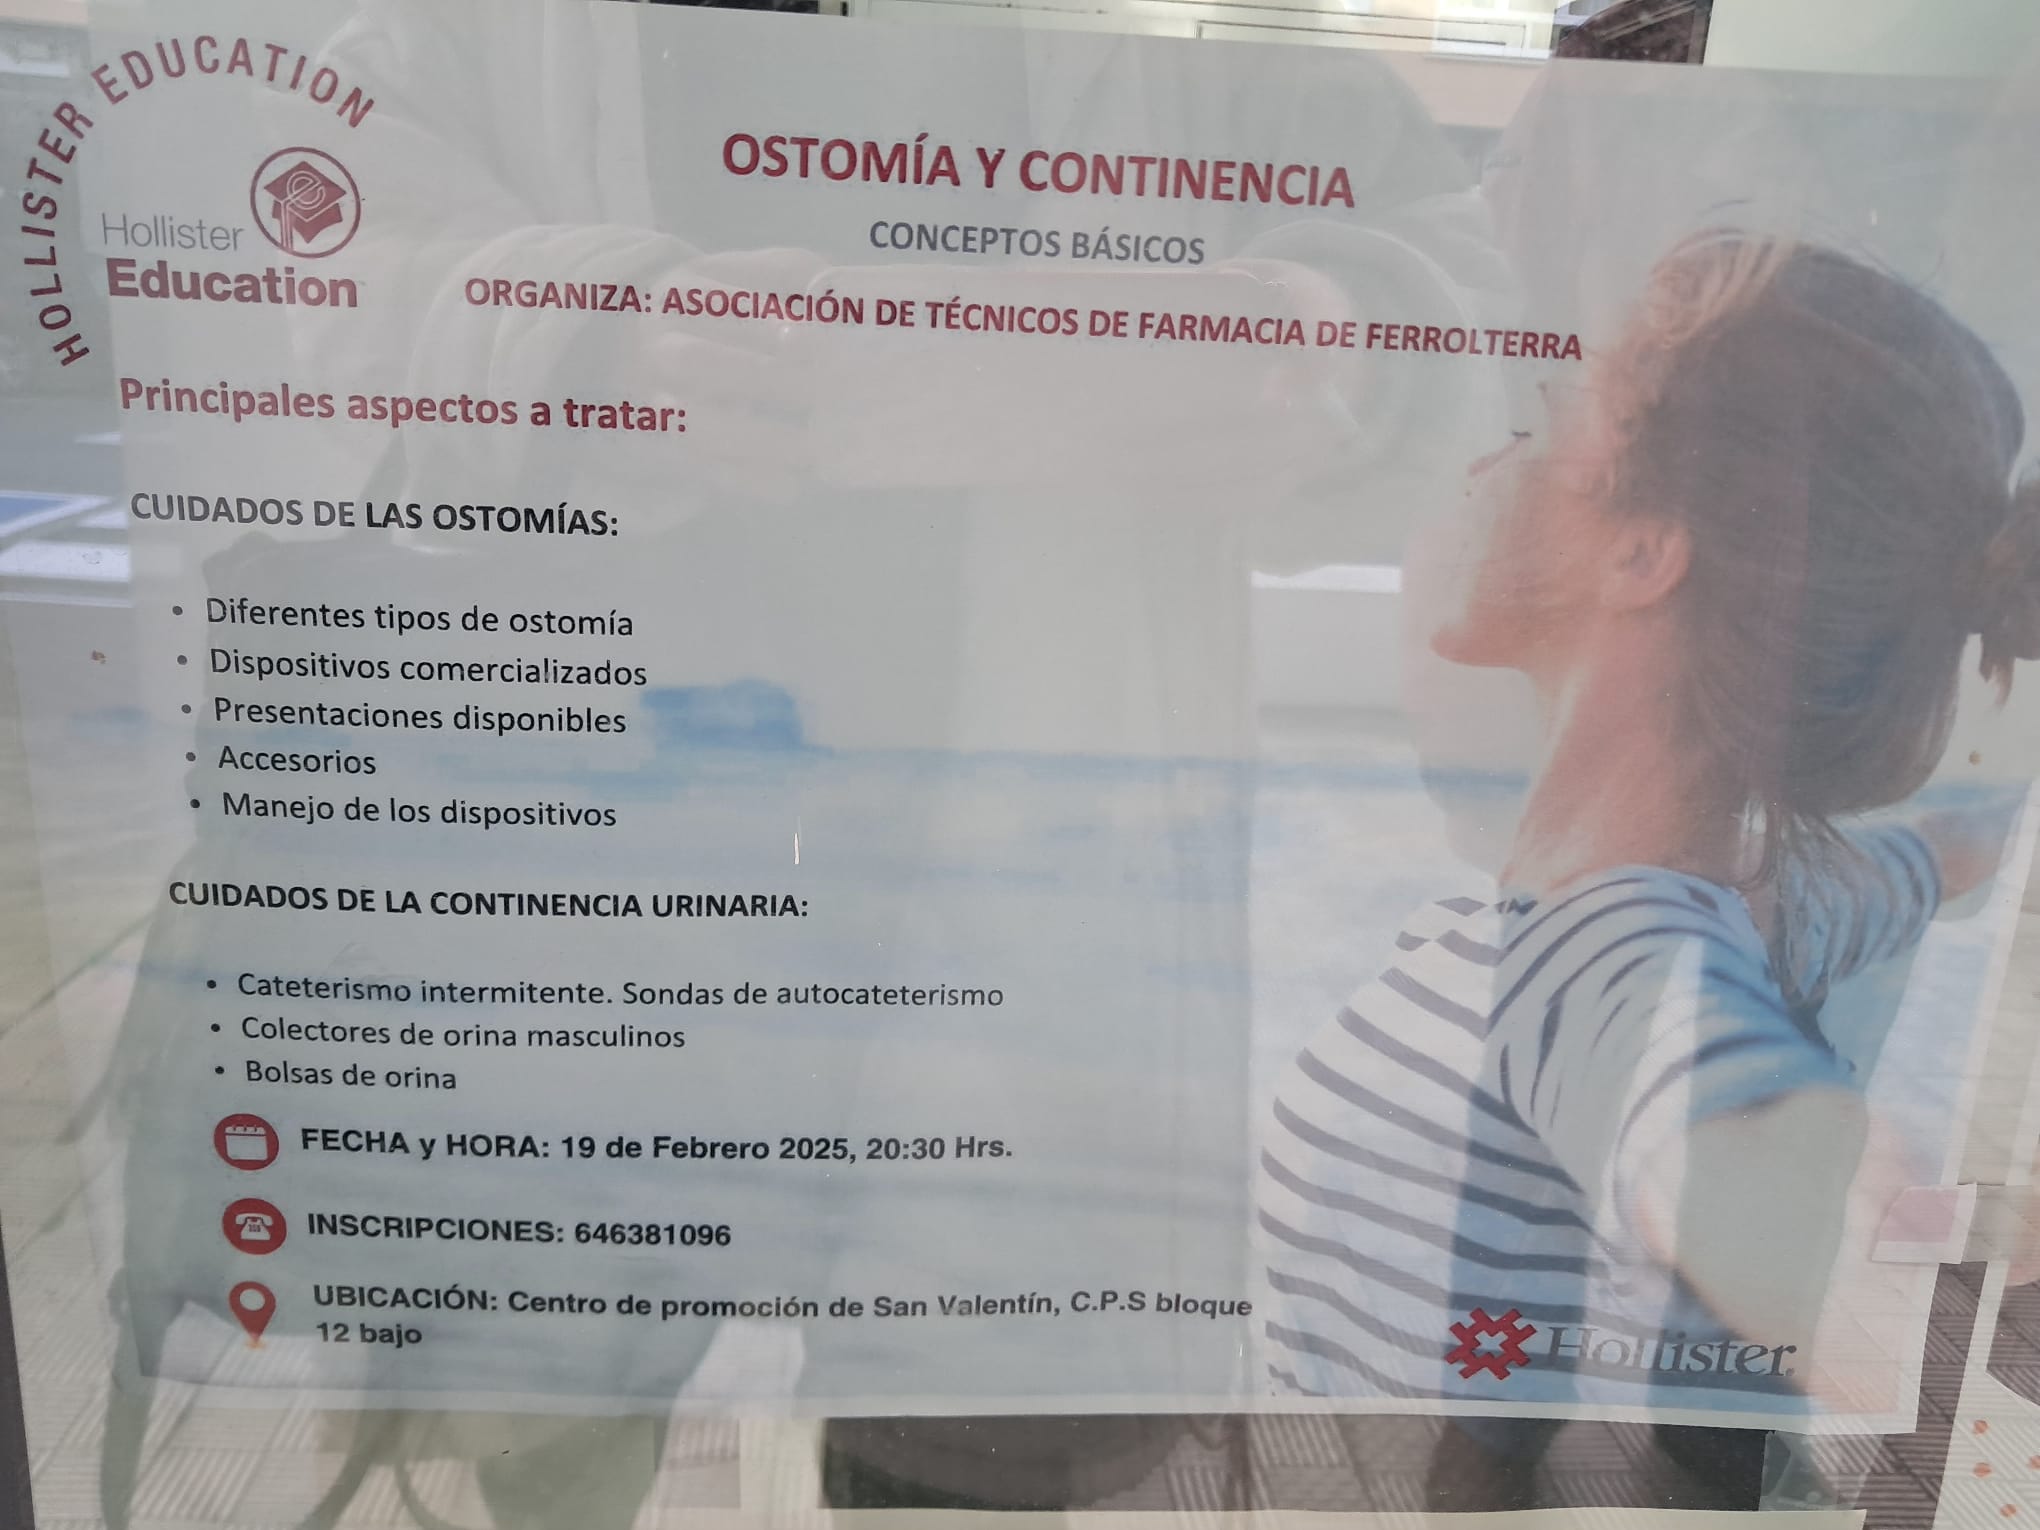 HOLLISTER EDUCATION
Hollister
Education
OSTOMÍA Y CONTINENCIA
CONCEPTOS BÁSICOS
ORGANIZA: ASOCIACIÓN DE TÉCNICOS DE FARMACIA DE FERROLTERRA
Principales aspectos a tratar:
CUIDADOS DE LAS OSTOMÍAS:
• Diferentes tipos de ostomía
• Dispositivos comercializados
• Presentaciones disponibles
• Accesorios
• Manejo de los dispositivos
CUIDADOS DE LA CONTINENCIA URINARIA:
• Cateterismo intermitente. Sondas de autocateterismo
• Colectores de orina masculinos
• Bolsas de orina
FECHA y HORA: 19 de Febrero 2025, 20:30 Hrs.
INSCRIPCIONES: 646381096
UBICACIÓN: Centro de promoción de San Valentín, C.P.S bloque
12 bajo
Hollister